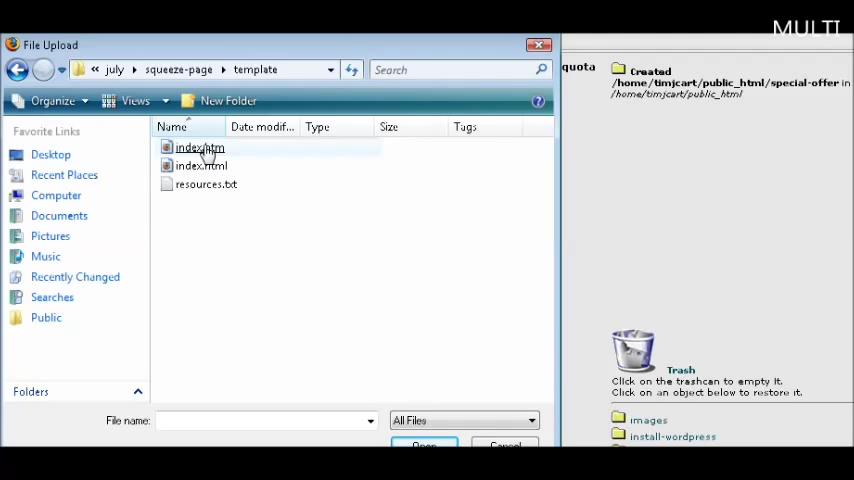 MULTI
File Upload
« july › squeeze-page › template
Search
Organize
Views
New Folder
Name
Date modif...
Type
Size
Tags
Favorite Links
Desktop
Recent Places
Computer
Documents
Pictures
Music
Recently Changed
Searches
Public
Folders
index.htm
index.html
resources.txt
File name:
All Files
Open
Cancel
quota
Created
/home/timjcart/public_html/special-offer in
/home/timjcart/public_html
Trash
Click on the trashcan to empty it.
Click on an object below to restore it.
images
install-wordpress